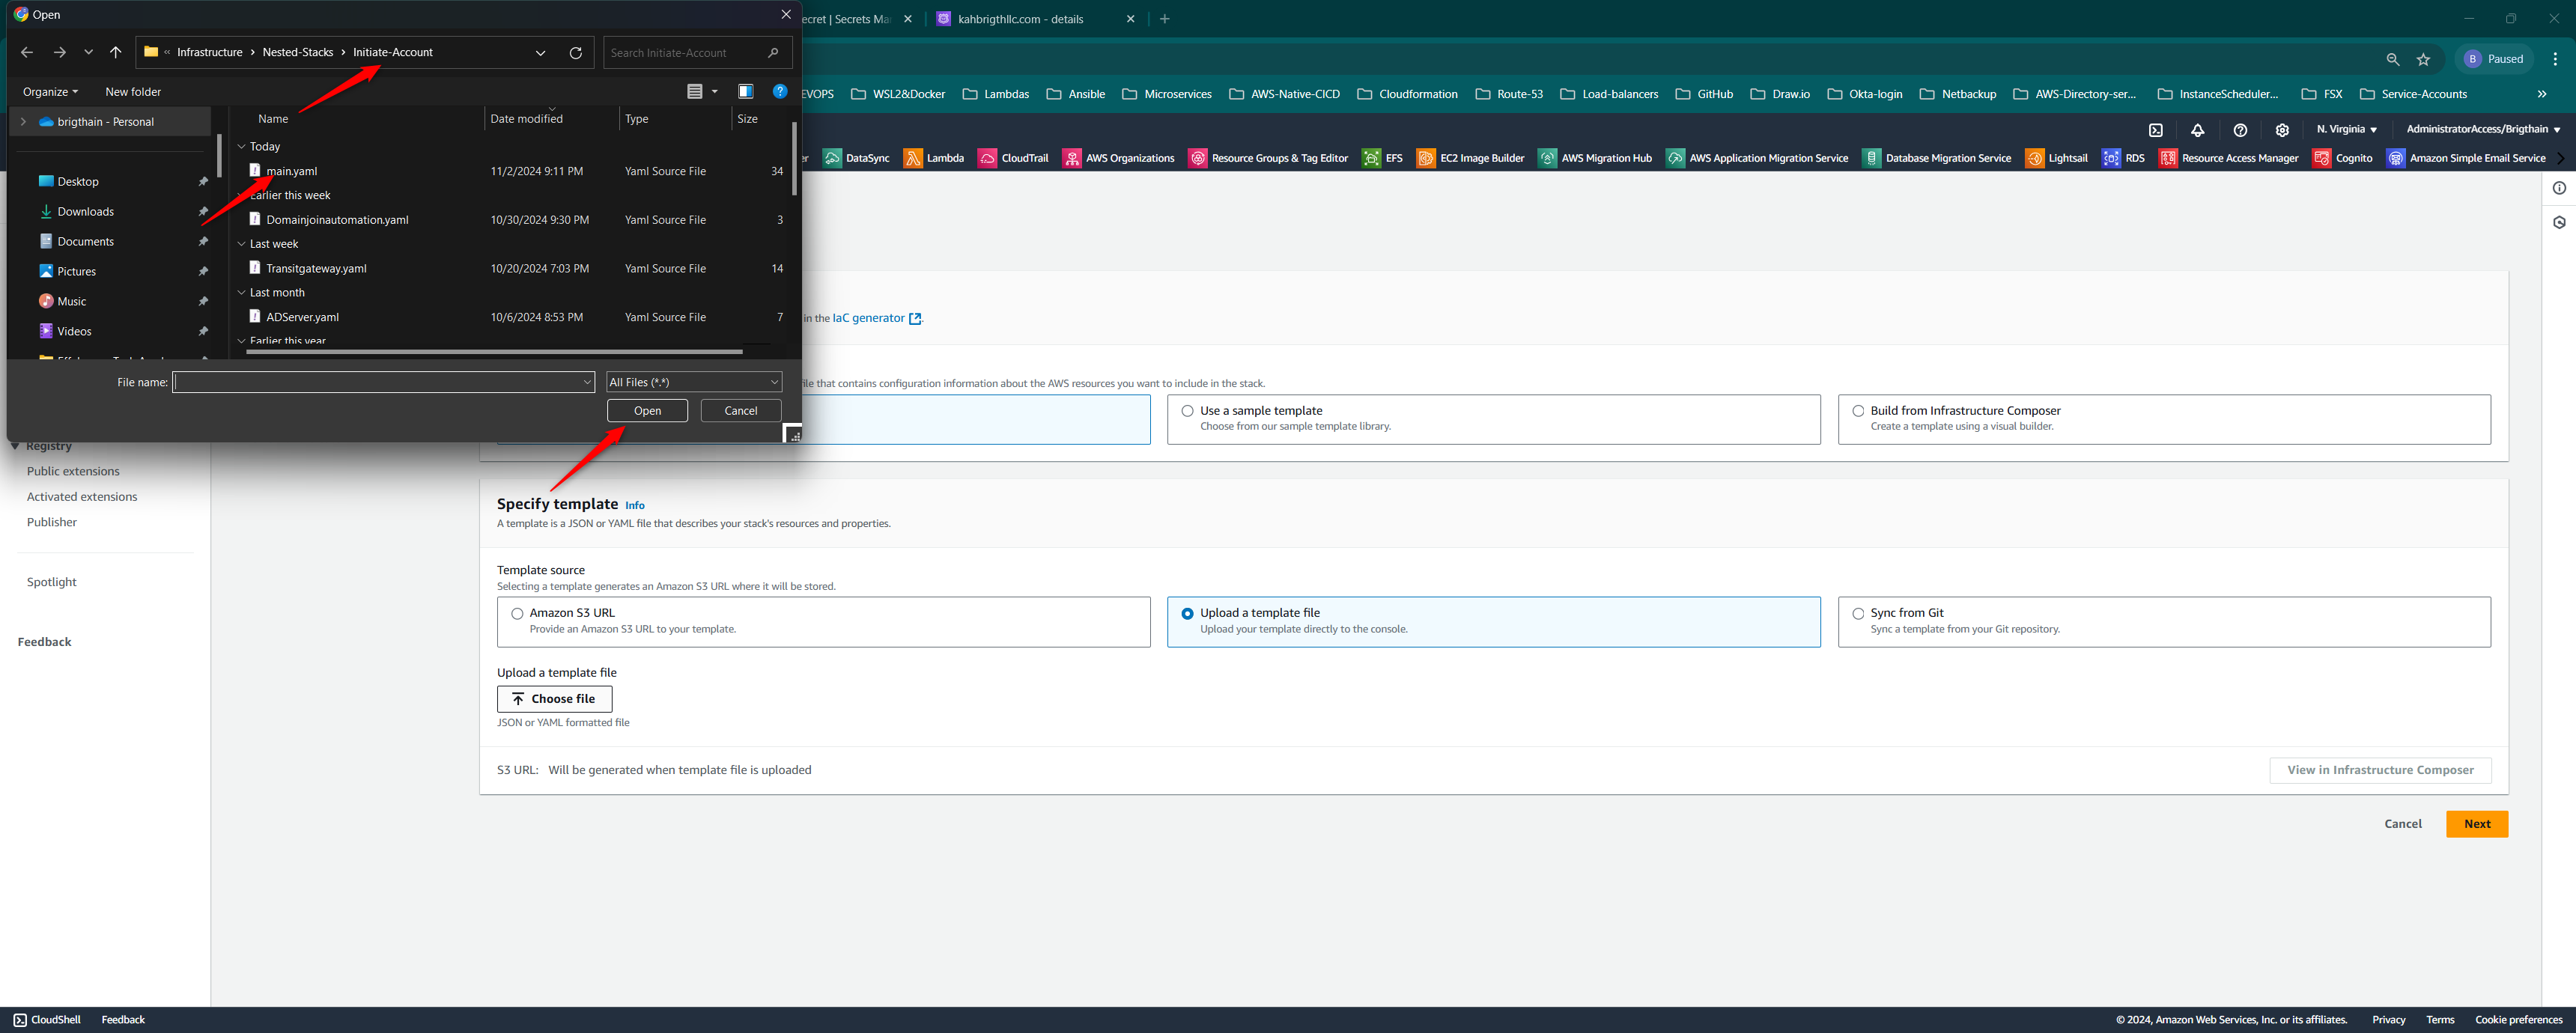 Open
ecret | Secrets Ma
kahbrigthllc.com - details
Infrastructure > Nested-Stacks > Initiate-Account
Search Initiate-Account
Paused
Organize
New folder
EVOPS
WSL2&Docker
Lambdas
Ansible
Microservices
AWS-Native-CICD
Cloudformation
Route-53
Load-balancers
GitHub
Draw.io
Okta-login
Netbackup
AWS-Directory-ser...
InstanceScheduler...
FSX
Service-Accounts
N. Virginia
AdministratorAccess/Brigthain
DataSync
Lambda
CloudTrail
AWS Organizations
Resource Groups & Tag Editor
EFS
EC2 Image Builder
AWS Migration Hub
AWS Application Migration Service
Database Migration Service
Lightsail
RDS
Resource Access Manager
Cognito
Amazon Simple Email Service
brigthain - Personal
Desktop
Downloads
Documents
Pictures
Music
Videos
Name Date modified Type Size
Today
main.yaml 11/2/2024 9:11 PM Yaml Source File 34
Earlier this week
Domainjoinautomation.yaml 10/30/2024 9:30 PM Yaml Source File 3
Last week
Transitgateway.yaml 10/20/2024 7:03 PM Yaml Source File 14
Last month
ADServer.yaml 10/6/2024 8:53 PM Yaml Source File 7
Earlier this year
File name:
All Files (*.*)
Open
Cancel
in the IaC generator
file that contains configuration information about the AWS resources you want to include in the stack.
Use a sample template
Choose from our sample template library.
Build from Infrastructure Composer
Create a template using a visual builder.
Registry
Public extensions
Activated extensions
Publisher
Spotlight
Feedback
Specify template Info
A template is a JSON or YAML file that describes your stack's resources and properties.
Template source
Selecting a template generates an Amazon S3 URL where it will be stored.
Amazon S3 URL
Provide an Amazon S3 URL to your template.
Upload a template file
Upload your template directly to the console.
Sync from Git
Sync a template from your Git repository.
Upload a template file
Choose file
JSON or YAML formatted file
S3 URL: Will be generated when template file is uploaded
View in Infrastructure Composer
Cancel
Next
CloudShell
Feedback
© 2024, Amazon Web Services, Inc. or its affiliates.
Privacy
Terms
Cookie preferences